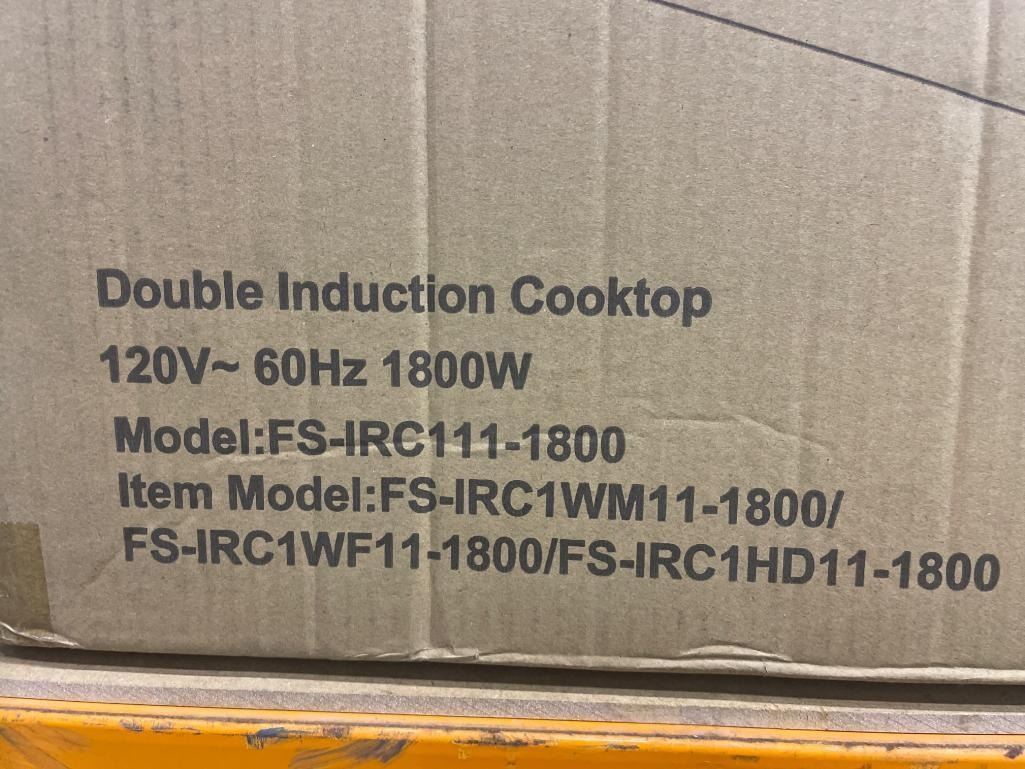 Double Induction Cooktop
120V~ 60Hz 1800W
Model:FS-IRC111-1800
Item Model:FS-IRC1WM11-1800/
FS-IRC1WF11-1800/FS-IRC1HD11-1800